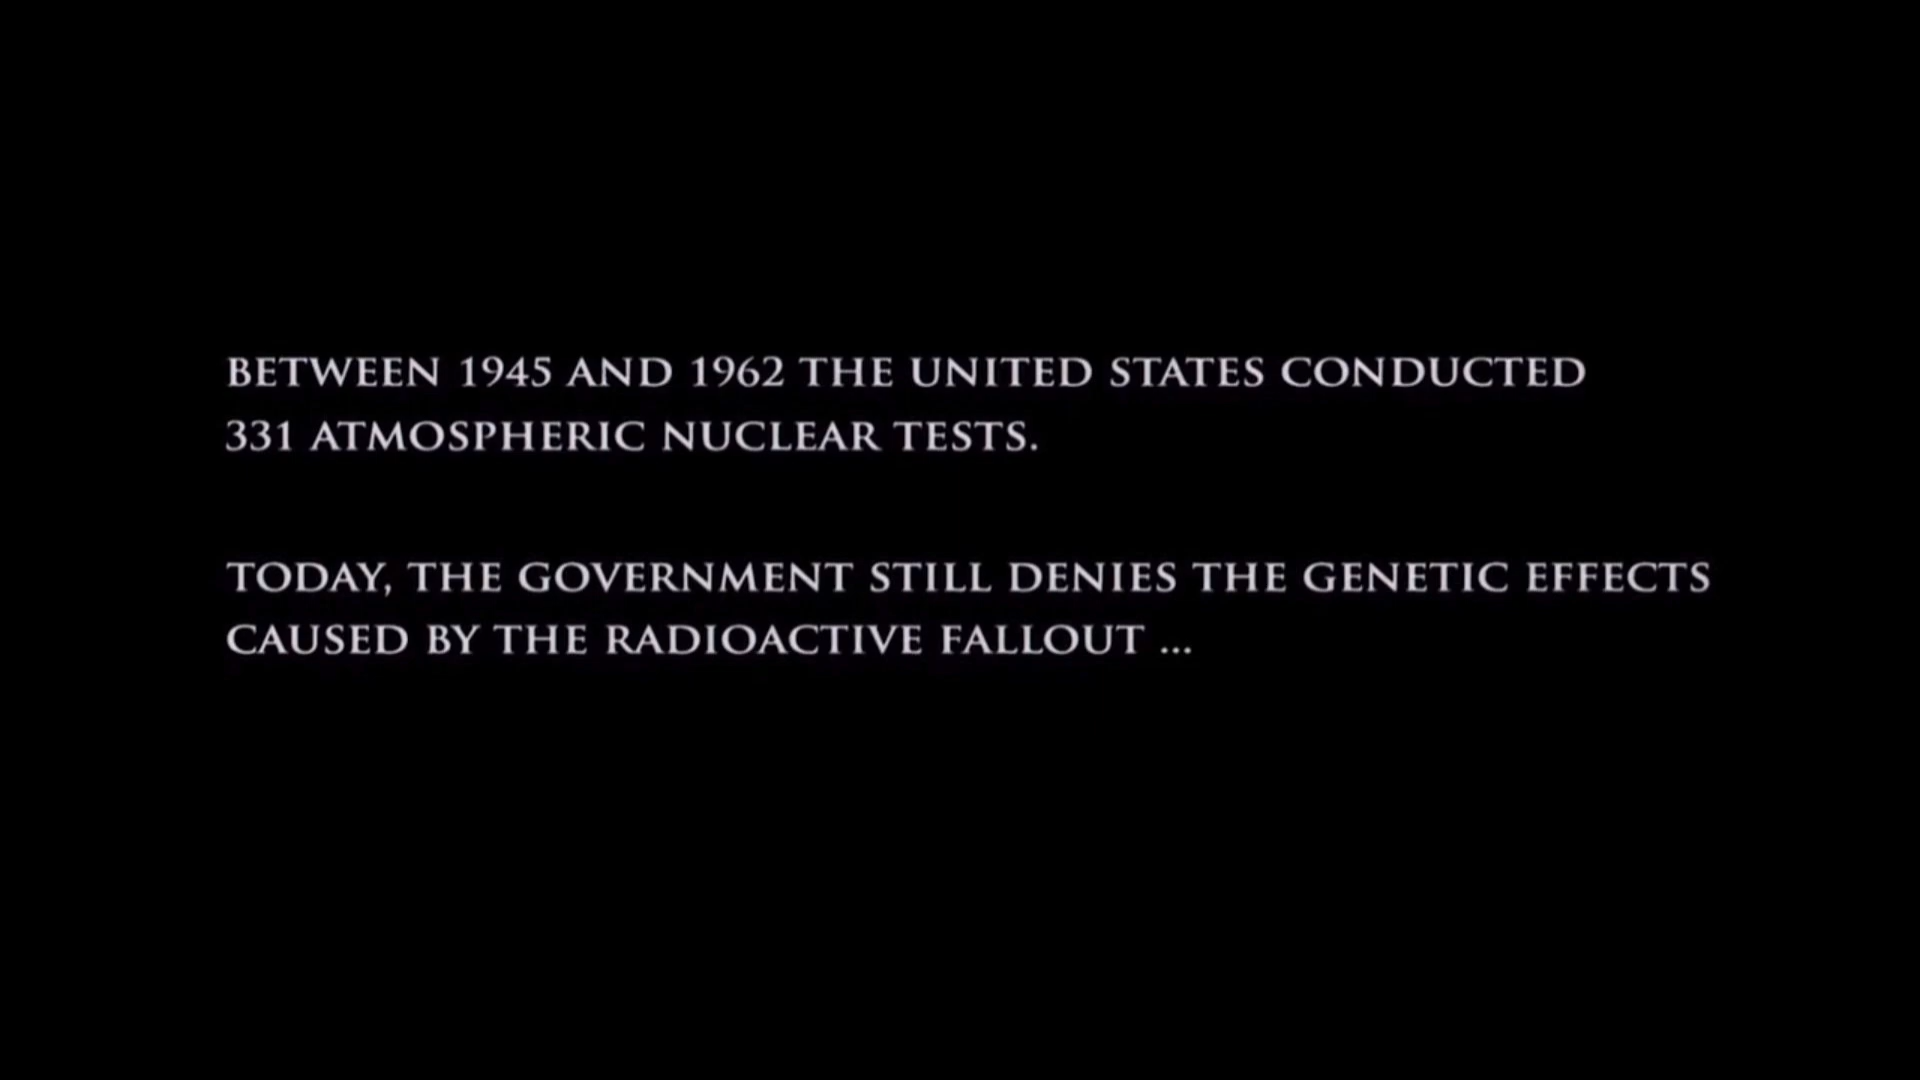 BETWEEN 1945 AND 1962 THE UNITED STATES CONDUCTED
331 ATMOSPHERIC NUCLEAR TESTS.
TODAY, THE GOVERNMENT STILL DENIES THE GENETIC EFFECTS
CAUSED BY THE RADIOACTIVE FALLOUT ...